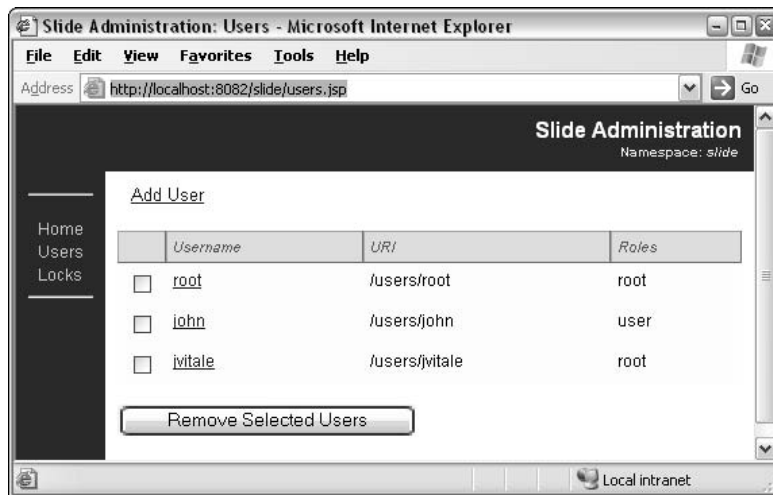 Slide Administration: Users - Microsoft Internet Explorer
File Edit View Favorites Tools Help
Address http://localhost:8082/slide/users.jsp Go
Slide Administration
Namespace: slide
Home
Users
Locks
Add User
Username URI Roles
root /users/root root
john /users/john user
jvitale /users/jvitale root
Remove Selected Users
Local intranet